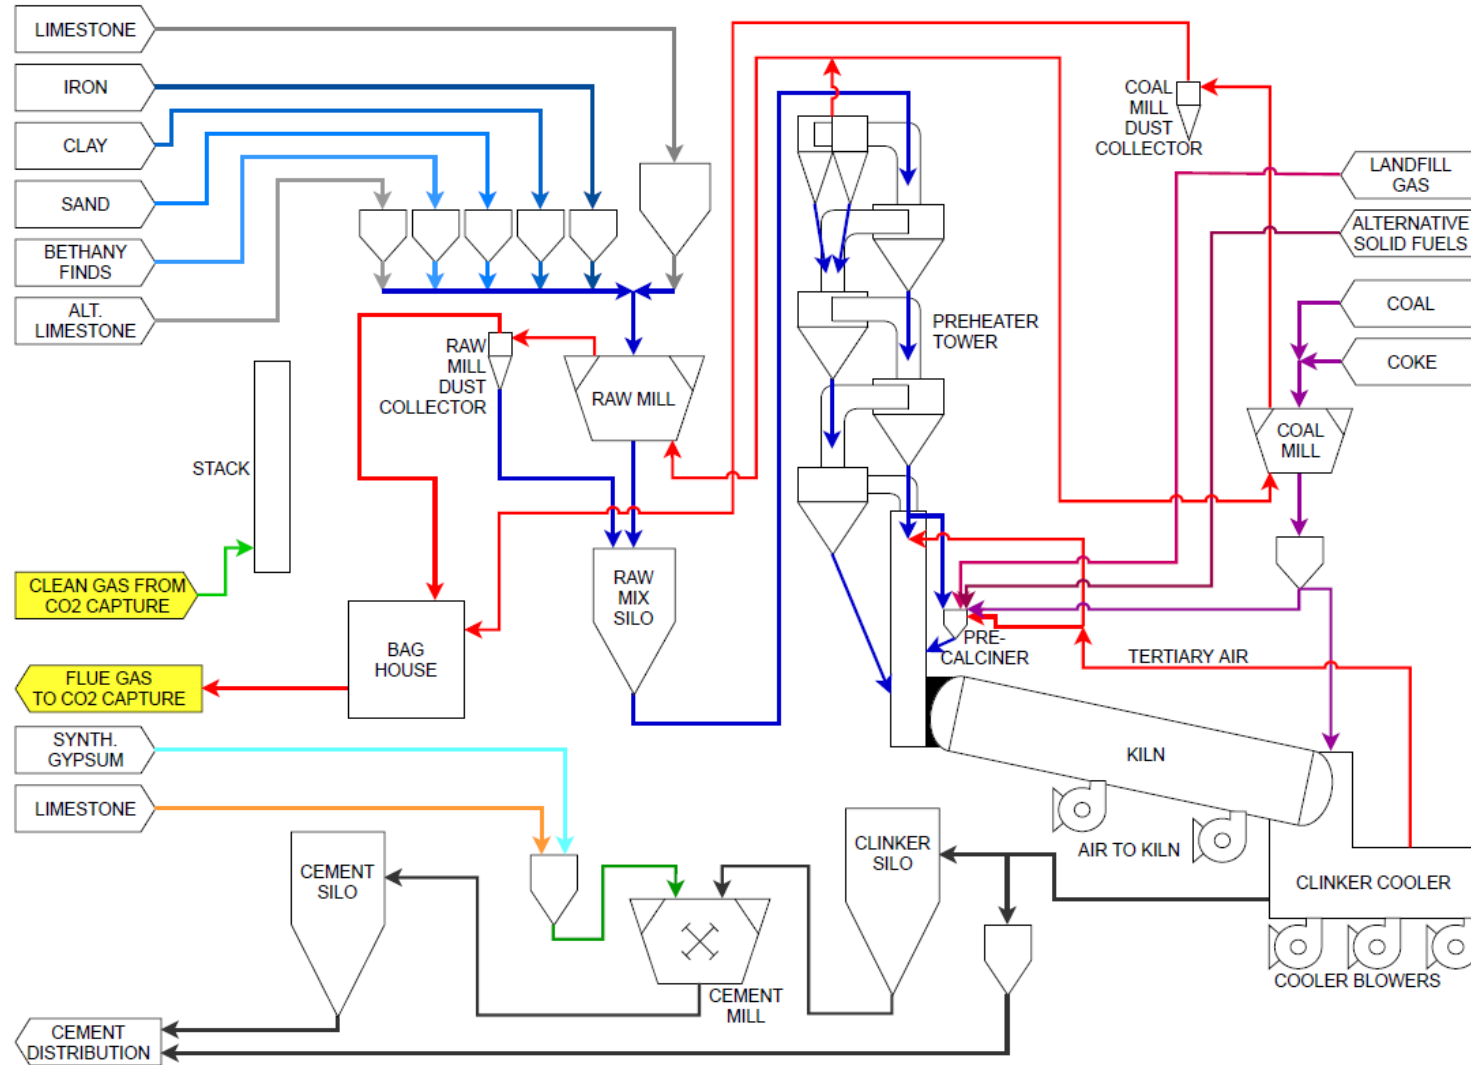 LIMESTONE
IRON
CLAY
SAND
BETHANY
FINDS
ALT.
LIMESTONE
COAL
MILL
DUST
COLLECTOR
LANDFILL
GAS
ALTERNATIVE
SOLID FUELS
COAL
COKE
COAL
MILL
PREHEATER
TOWER
RAW
MILL
DUST
COLLECTOR
RAW MILL
STACK
CLEAN GAS FROM
CO2 CAPTURE
RAW
MIX
SILO
BAG
HOUSE
FLUE GAS
TO CO2 CAPTURE
PRE-
CALCINER
TERTIARY AIR
KILN
SYNTH.
GYPSUM
LIMESTONE
AIR TO KILN
CLINKER COOLER
COOLER BLOWERS
CLINKER
SILO
CEMENT
SILO
CEMENT
MILL
CEMENT
DISTRIBUTION